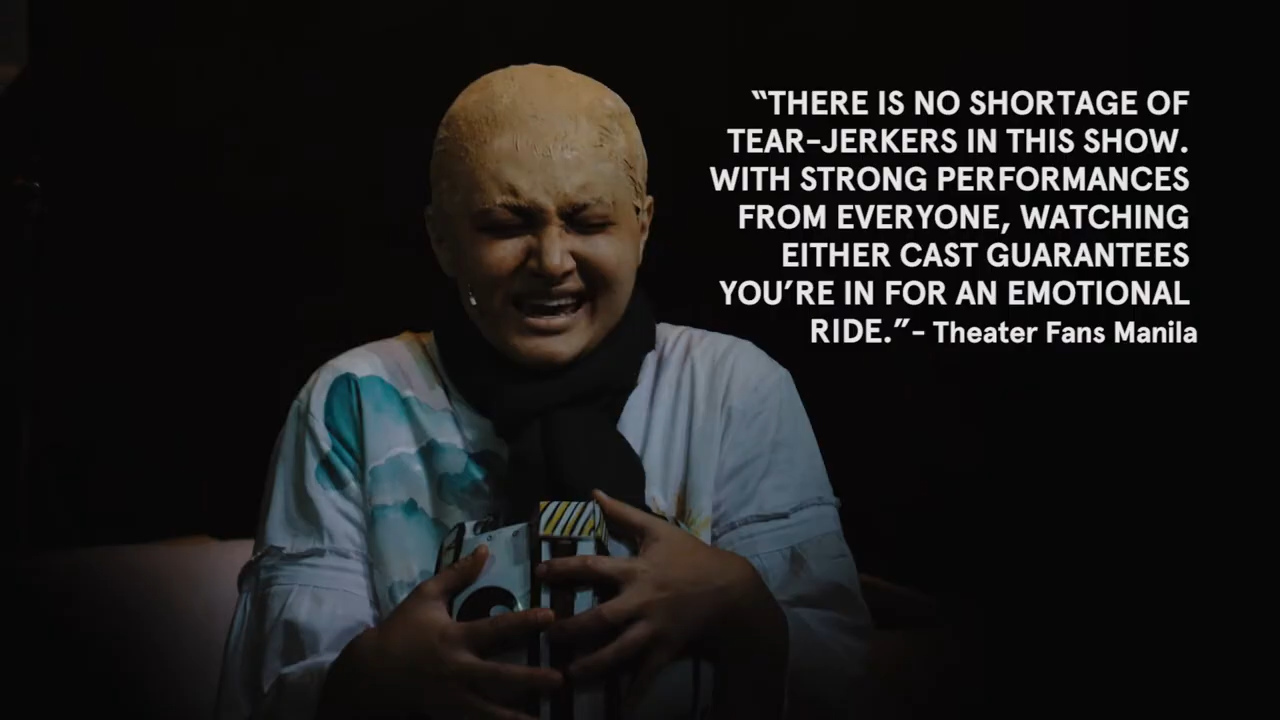 “THERE IS NO SHORTAGE OF
TEAR-JERKERS IN THIS SHOW.
WITH STRONG PERFORMANCES
FROM EVERYONE, WATCHING
EITHER CAST GUARANTEES
YOU’RE IN FOR AN EMOTIONAL
RIDE.”- Theater Fans Manila